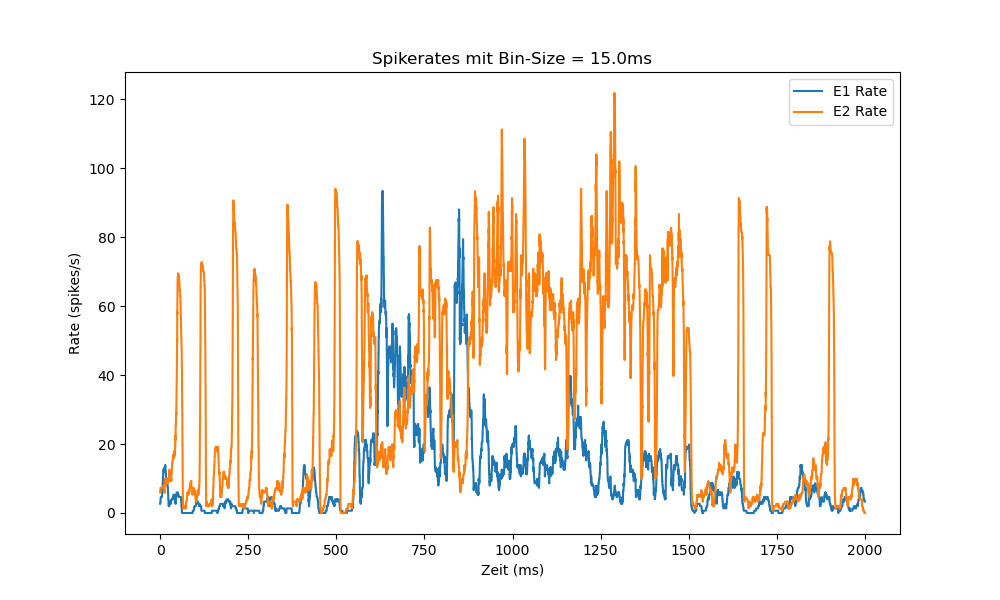 Spikerates mit Bin-Size = 15.0ms
E1 Rate
E2 Rate
Rate (spikes/s)
120
100
80
60
40
20
0
0 250 500 750 1000 1250 1500 1750 2000
Zeit (ms)